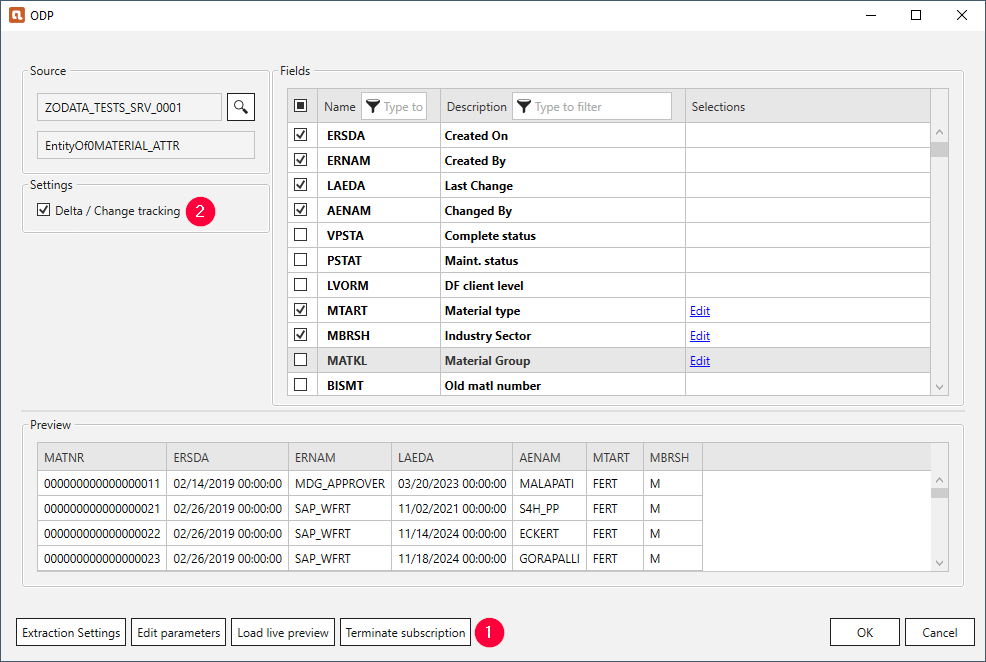 ODP
Source
ZODATA_TESTS_SRV_0001
EntityOf0MATERIAL_ATTR
Settings
Delta / Change tracking 2
Fields
Name Type to Description Type to filter Selections
ERSDA Created On
ERNAM Created By
LAEDA Last Change
AENAM Changed By
VPSTA Complete status
PSTAT Maint. status
LVORM DF client level
MTART Material type Edit
MBRSH Industry Sector Edit
MATKL Material Group Edit
BISMT Old matl number
Preview
MATNR ERSDA ERNAM LAEDA AENAM MTART MBRSH
000000000000000011 02/14/2019 00:00:00 MDG_APPROVER 03/20/2023 00:00:00 MALAPATI FERT M
000000000000000021 02/26/2019 00:00:00 SAP_WFRT 11/02/2021 00:00:00 S4H_PP FERT M
000000000000000022 02/26/2019 00:00:00 SAP_WFRT 11/14/2024 00:00:00 ECKERT FERT M
000000000000000023 02/26/2019 00:00:00 SAP_WFRT 11/18/2024 00:00:00 GORAPALLI FERT M
Extraction Settings Edit parameters Load live preview Terminate subscription 1 OK Cancel